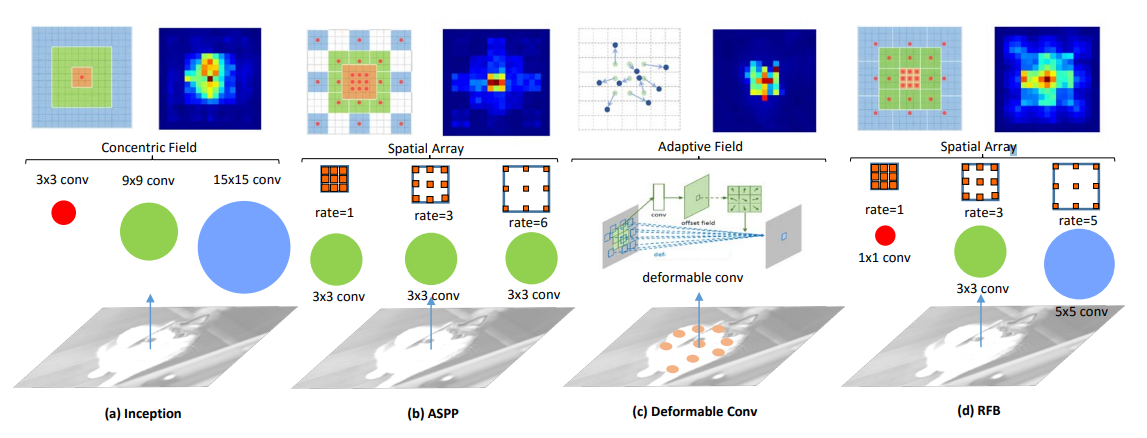 Concentric Field
3x3 conv
9x9 conv
15x15 conv
(a) Inception
Spatial Array
rate=1
rate=3
rate=6
3x3 conv
3x3 conv
3x3 conv
(b) ASPP
Adaptive Field
conv
offset field
deformable conv
(c) Deformable Conv
Spatial Array
rate=1
rate=3
rate=5
1x1 conv
3x3 conv
5x5 conv
(d) RFB